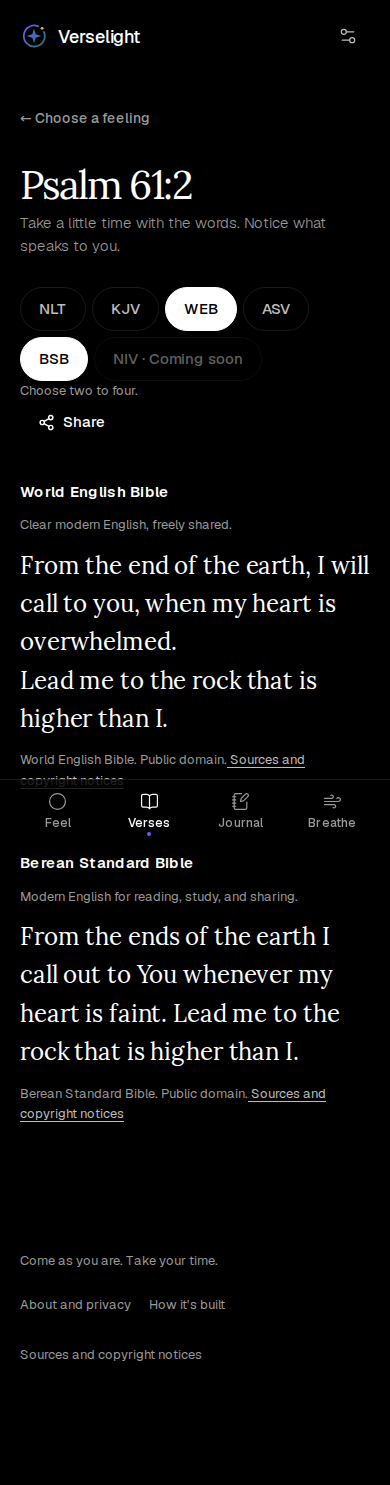 Verselight
← Choose a feeling
Psalm 61:2
Take a little time with the words. Notice what
speaks to you.
NLT KJV WEB ASV
BSB NIV · Coming soon
Choose two to four.
Share
World English Bible
Clear modern English, freely shared.
From the end of the earth, I will
call to you, when my heart is
overwhelmed.
Lead me to the rock that is
higher than I.
World English Bible. Public domain. Sources and
copyright notices
Feel Verses Journal Breathe
Berean Standard Bible
Modern English for reading, study, and sharing.
From the ends of the earth I
call out to You whenever my
heart is faint. Lead me to the
rock that is higher than I.
Berean Standard Bible. Public domain. Sources and
copyright notices
Come as you are. Take your time.
About and privacy How it's built
Sources and copyright notices